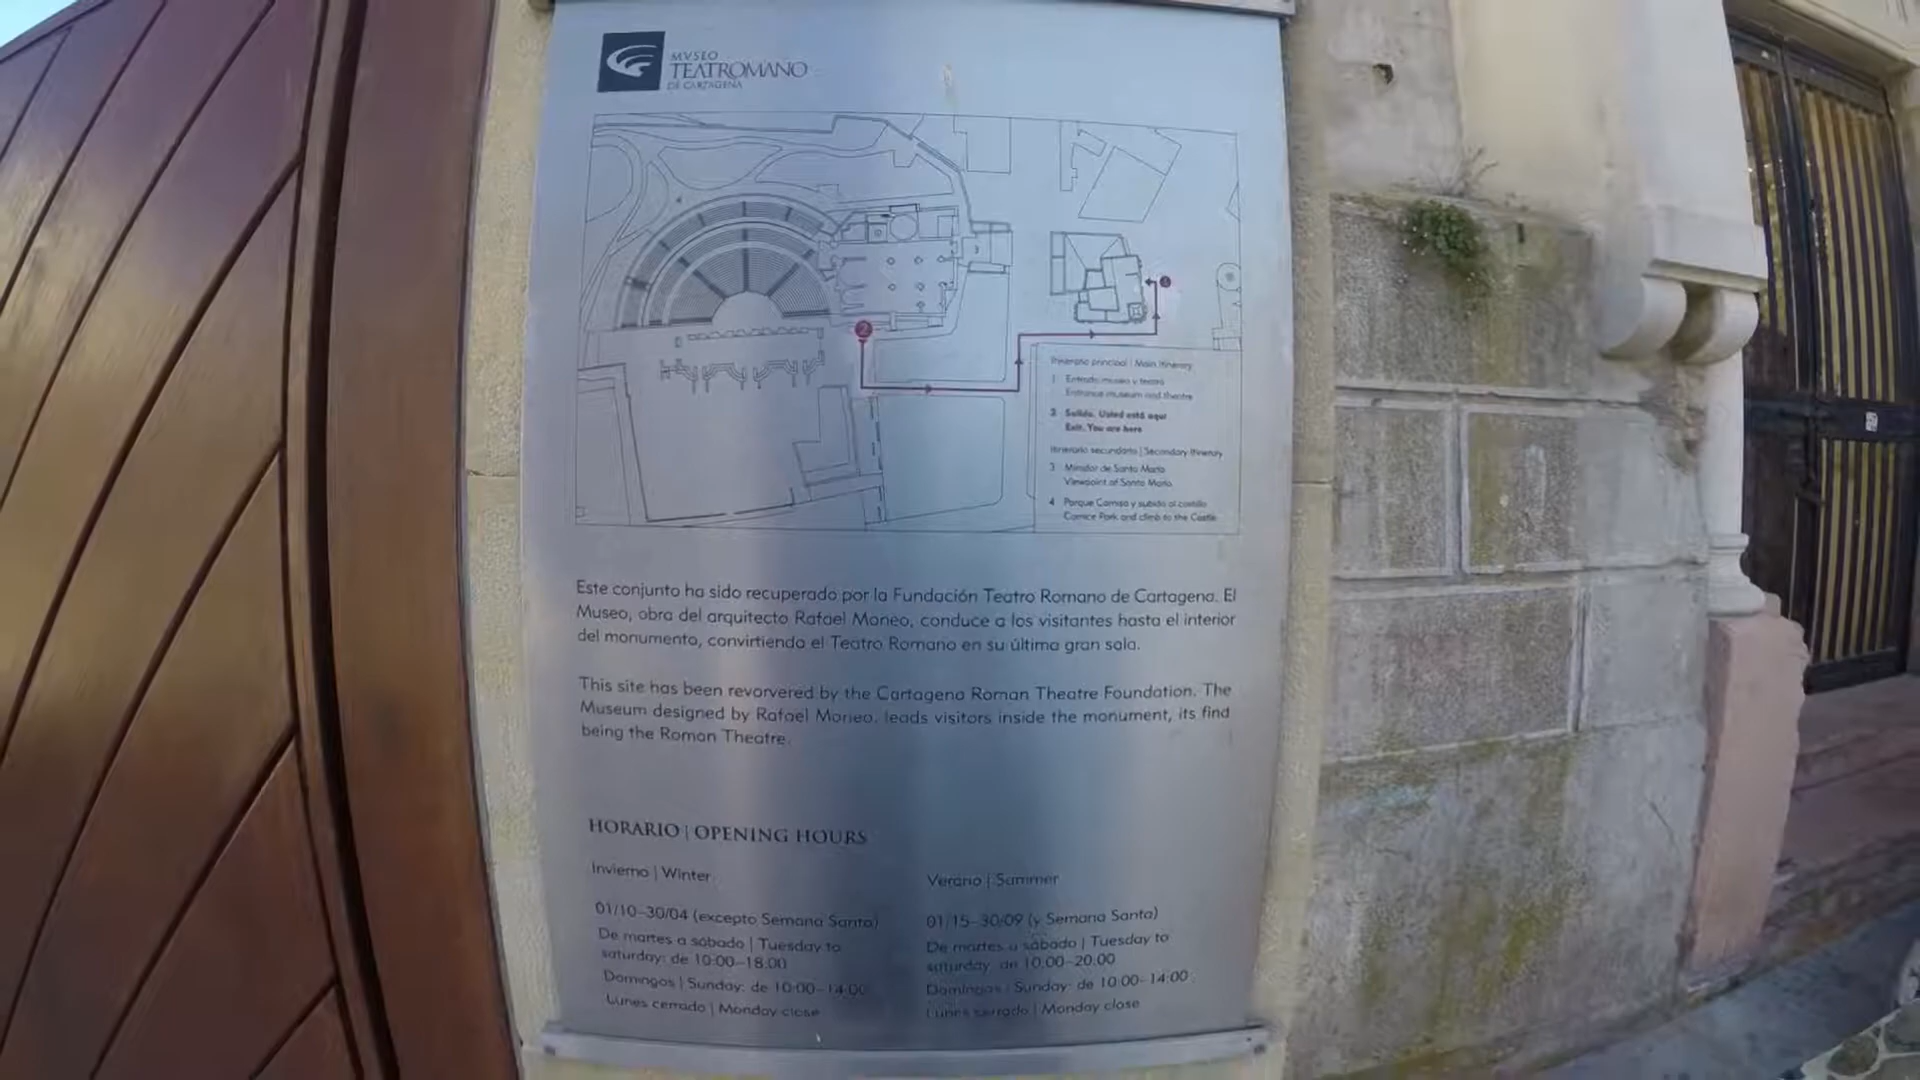 MVSEO
TEATROMANO
DE CARTAGENA
2
Itinerario principal | Main Itinerary
1 Entrada museo y teatro
Entrance museum and theatre
2 Salida. Usted está aquí
Exit. You are here
Itinerario secundario | Secondary Itinerary
3 Mirador de Santa María
Viewpoint of Santa María
4 Parque Cornisa y subida al castillo
Cornice Park and climb to the Castle
Este conjunto ha sido recuperado por la Fundación Teatro Romano de Cartagena. El
Museo, obra del arquitecto Rafael Moneo, conduce a los visitantes hasta el interior
del monumento, convirtiendo el Teatro Romano en su última gran sala.
This site has been revorvered by the Cartagena Roman Theatre Foundation. The
Museum designed by Rafael Moneo, leads visitors inside the monument, its find
being the Roman Theatre.
HORARIO | OPENING HOURS
Invierno | Winter
01/10-30/04 (excepto Semana Santa)
De martes a sábado | Tuesday to
saturday: de 10:00-18:00
Domingos | Sunday: de 10:00-14:00
Lunes cerrado | Monday close
Verano | Summer
01/15-30/09 (y Semana Santa)
De martes a sábado | Tuesday to
saturday: de 10:00-20:00
Domingos | Sunday: de 10:00-14:00
Lunes cerrado | Monday close